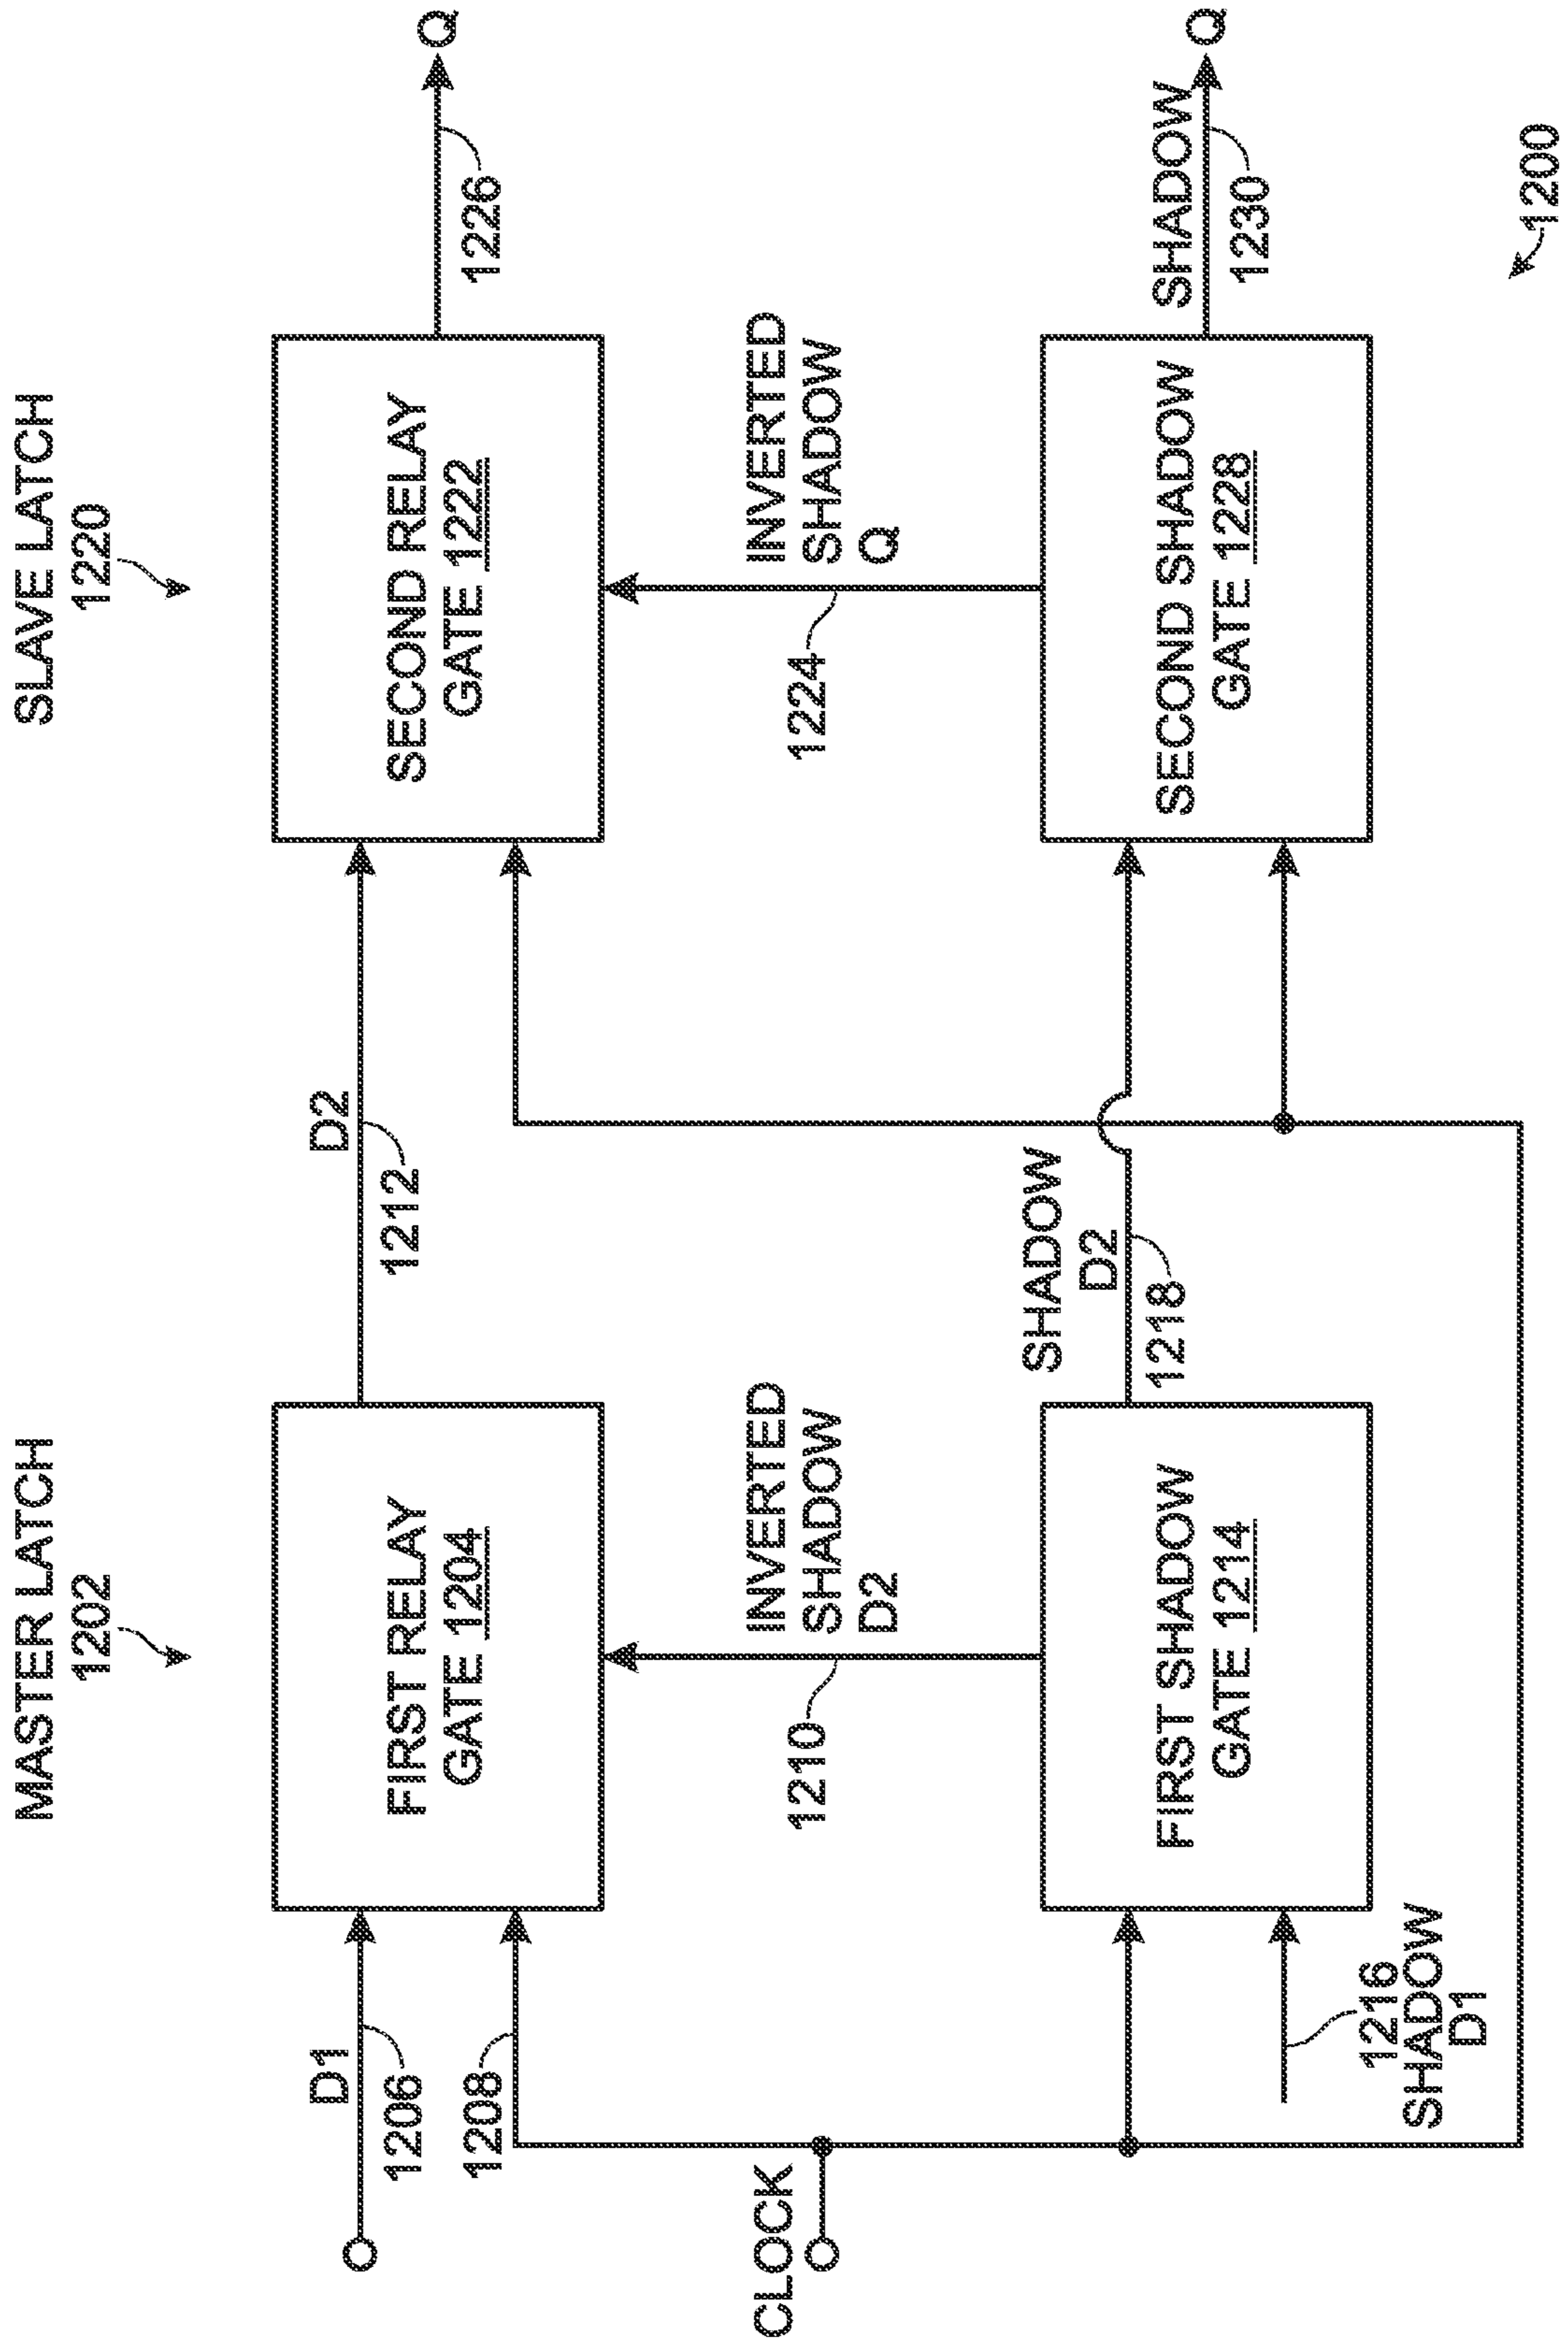 MASTER LATCH
1202
SLAVE LATCH
1220
D1
1206
1208
FIRST RELAY
GATE 1204
D2
1212
SECOND RELAY
GATE 1222
Q
1226
CLOCK
1210
INVERTED
SHADOW
D2
1224
INVERTED
SHADOW
Q
FIRST SHADOW
GATE 1214
SHADOW
D2
1218
SECOND SHADOW
GATE 1228
SHADOW
Q
1230
1216
SHADOW
D1
1200